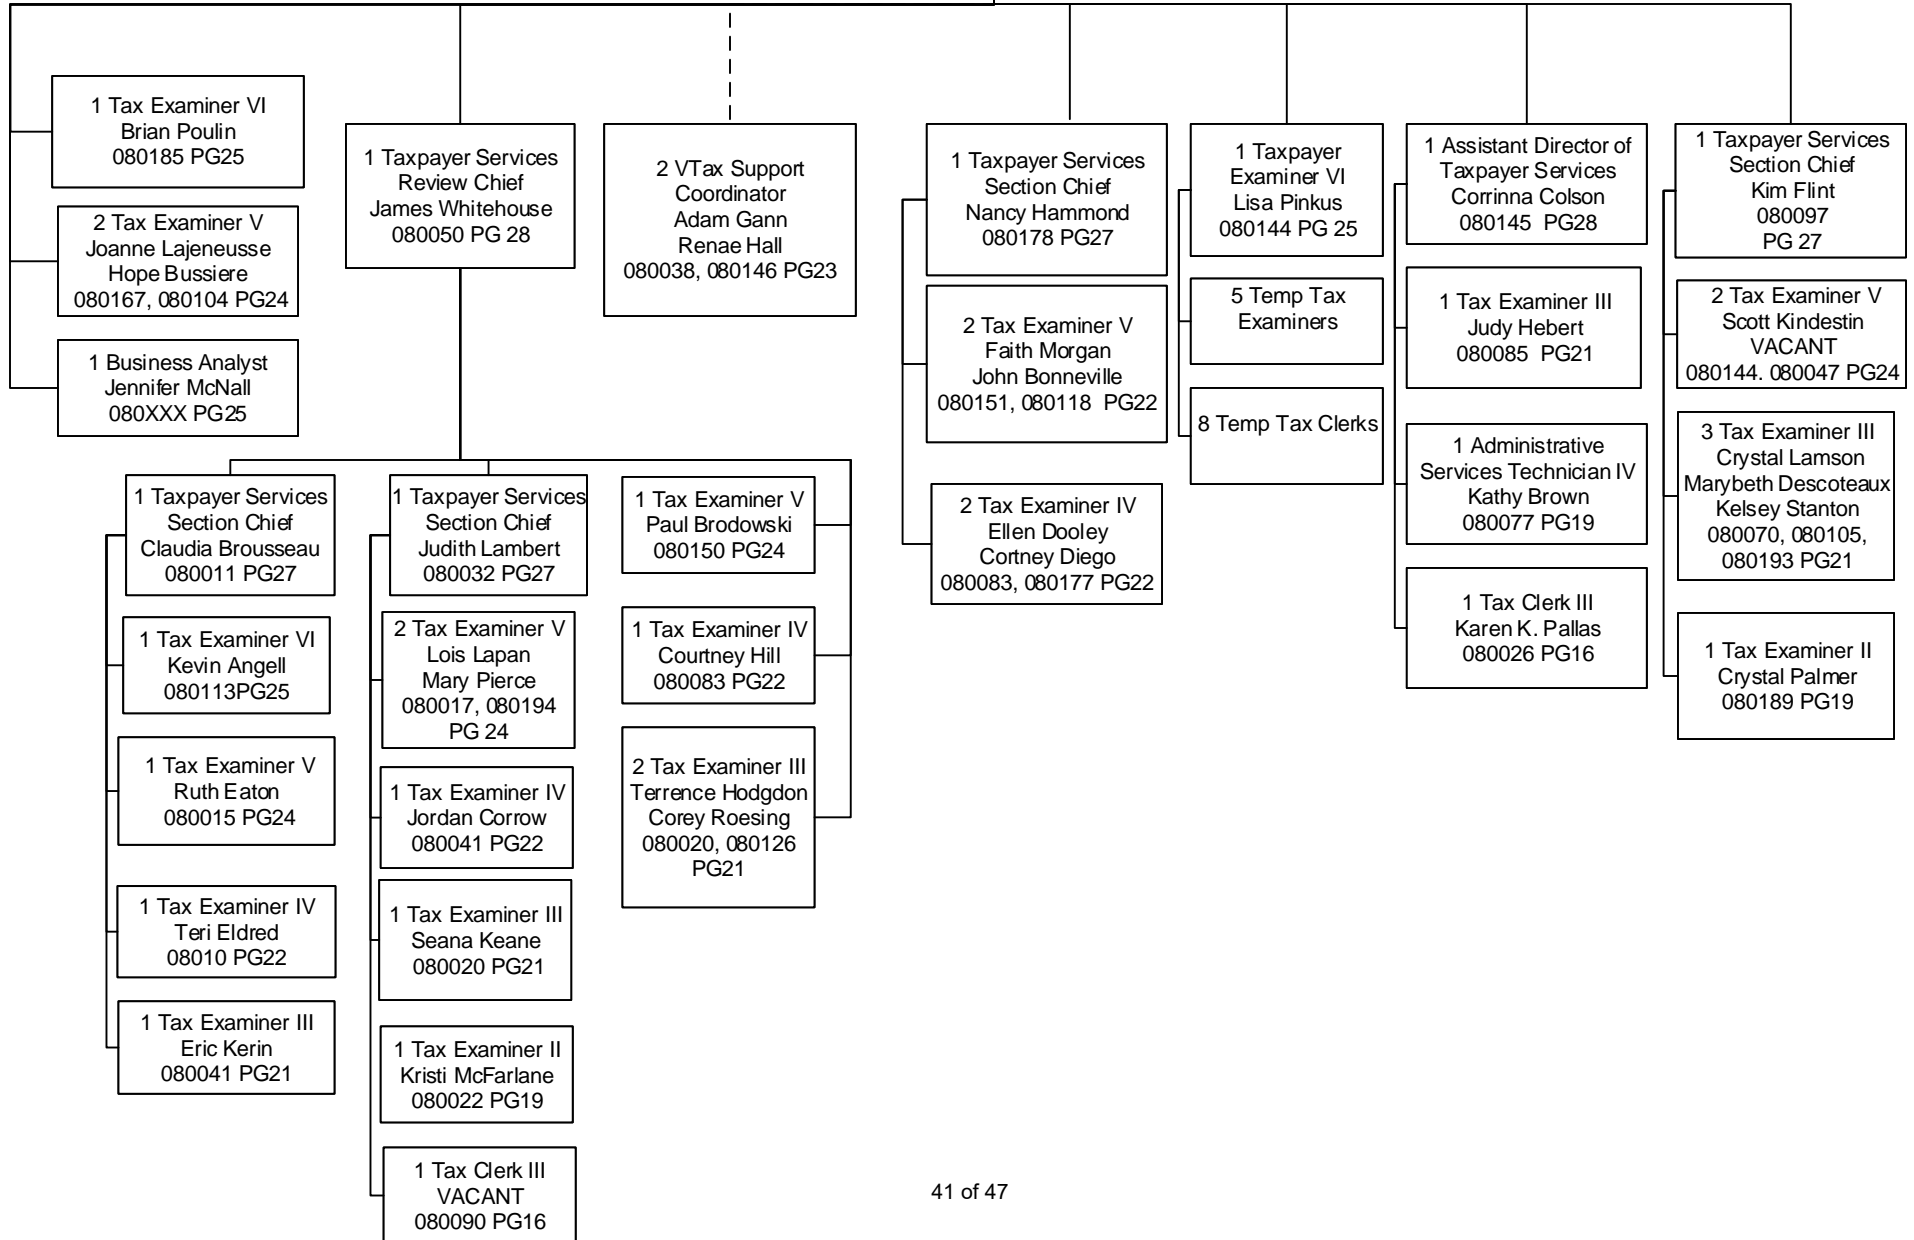 1 Tax Examiner VI
Brian Poulin
080185 PG25
2 Tax Examiner V
Joanne Lajeneusse
Hope Bussiere
080167, 080104 PG24
1 Business Analyst
Jennifer McNall
080XXX PG25
1 Taxpayer Services
Review Chief
James Whitehouse
080050 PG 28
1 Taxpayer Services
Section Chief
Claudia Brousseau
080011 PG27
1 Tax Examiner VI
Kevin Angell
080113PG25
1 Tax Examiner V
Ruth Eaton
080015 PG24
1 Tax Examiner IV
Teri Eldred
08010 PG22
1 Tax Examiner III
Eric Kerin
080041 PG21
1 Taxpayer Services
Section Chief
Judith Lambert
080032 PG27
2 Tax Examiner V
Lois Lapan
Mary Pierce
080017, 080194
PG 24
1 Tax Examiner IV
Jordan Corrow
080041 PG22
1 Tax Examiner III
Seana Keane
080020 PG21
1 Tax Examiner II
Kristi McFarlane
080022 PG19
1 Tax Clerk III
VACANT
080090 PG16
1 Tax Examiner V
Paul Brodowski
080150 PG24
1 Tax Examiner IV
Courtney Hill
080083 PG22
2 Tax Examiner III
Terrence Hodgdon
Corey Roesing
080020, 080126
PG21
2 VTax Support
Coordinator
Adam Gann
Renae Hall
080038, 080146 PG23
1 Taxpayer Services
Section Chief
Nancy Hammond
080178 PG27
2 Tax Examiner V
Faith Morgan
John Bonneville
080151, 080118 PG22
2 Tax Examiner IV
Ellen Dooley
Cortney Diego
080083, 080177 PG22
1 Taxpayer
Examiner VI
Lisa Pinkus
080144 PG 25
5 Temp Tax
Examiners
8 Temp Tax Clerks
1 Assistant Director of
Taxpayer Services
Corrinna Colson
080145 PG28
1 Tax Examiner III
Judy Hebert
080085 PG21
1 Administrative
Services Technician IV
Kathy Brown
080077 PG19
1 Tax Clerk III
Karen K. Pallas
080026 PG16
1 Taxpayer Services
Section Chief
Kim Flint
080097
PG 27
2 Tax Examiner V
Scott Kindestin
VACANT
080144. 080047 PG24
3 Tax Examiner III
Crystal Lamson
Marybeth Descoteaux
Kelsey Stanton
080070, 080105,
080193 PG21
1 Tax Examiner II
Crystal Palmer
080189 PG19
41 of 47